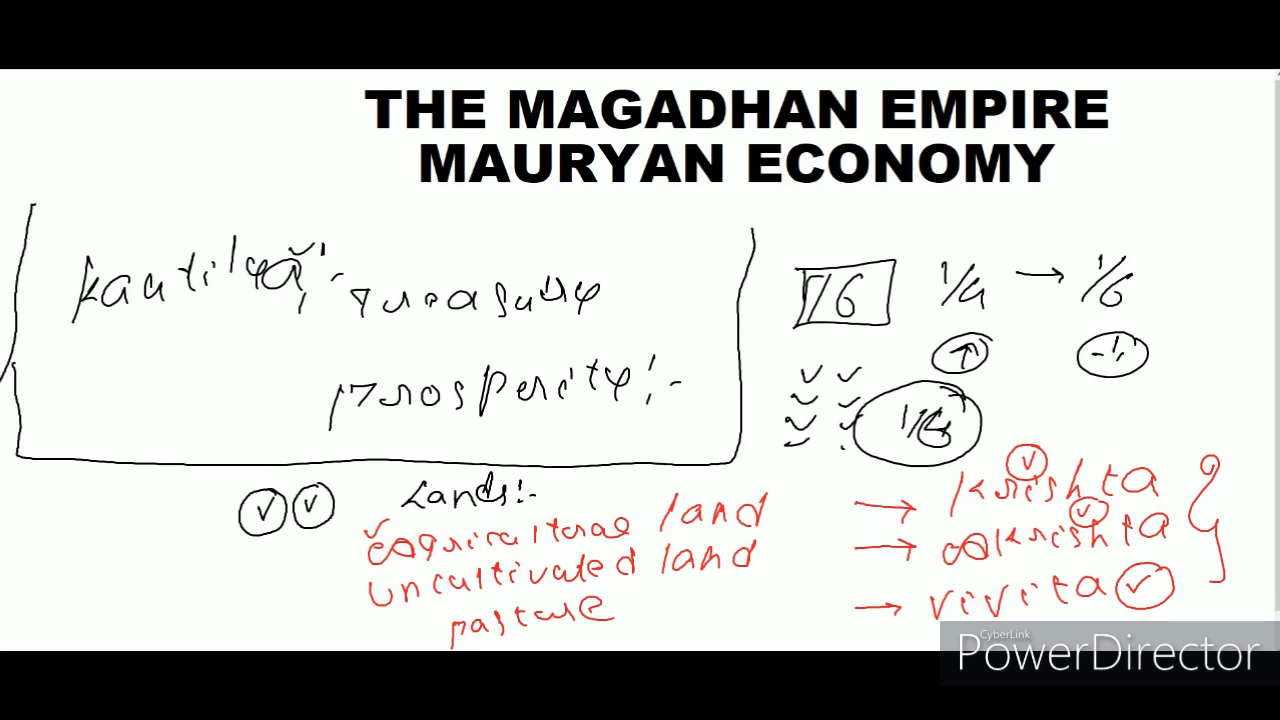 THE MAGADHAN EMPIRE
MAURYAN ECONOMY
Kautilya:- Treasury
prosperity:-
1/6 1/4 → 1/6
1/6
Lands:-
agricultural land → krishta
uncultivated land → akrishta
pasture → vivita
CyberLink
PowerDirector